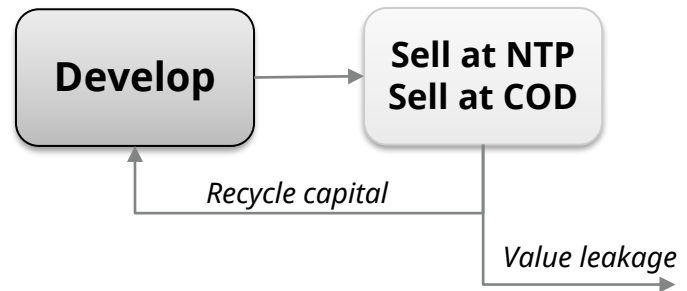 Develop
Sell at NTP
Sell at COD
Recycle capital
Value leakage